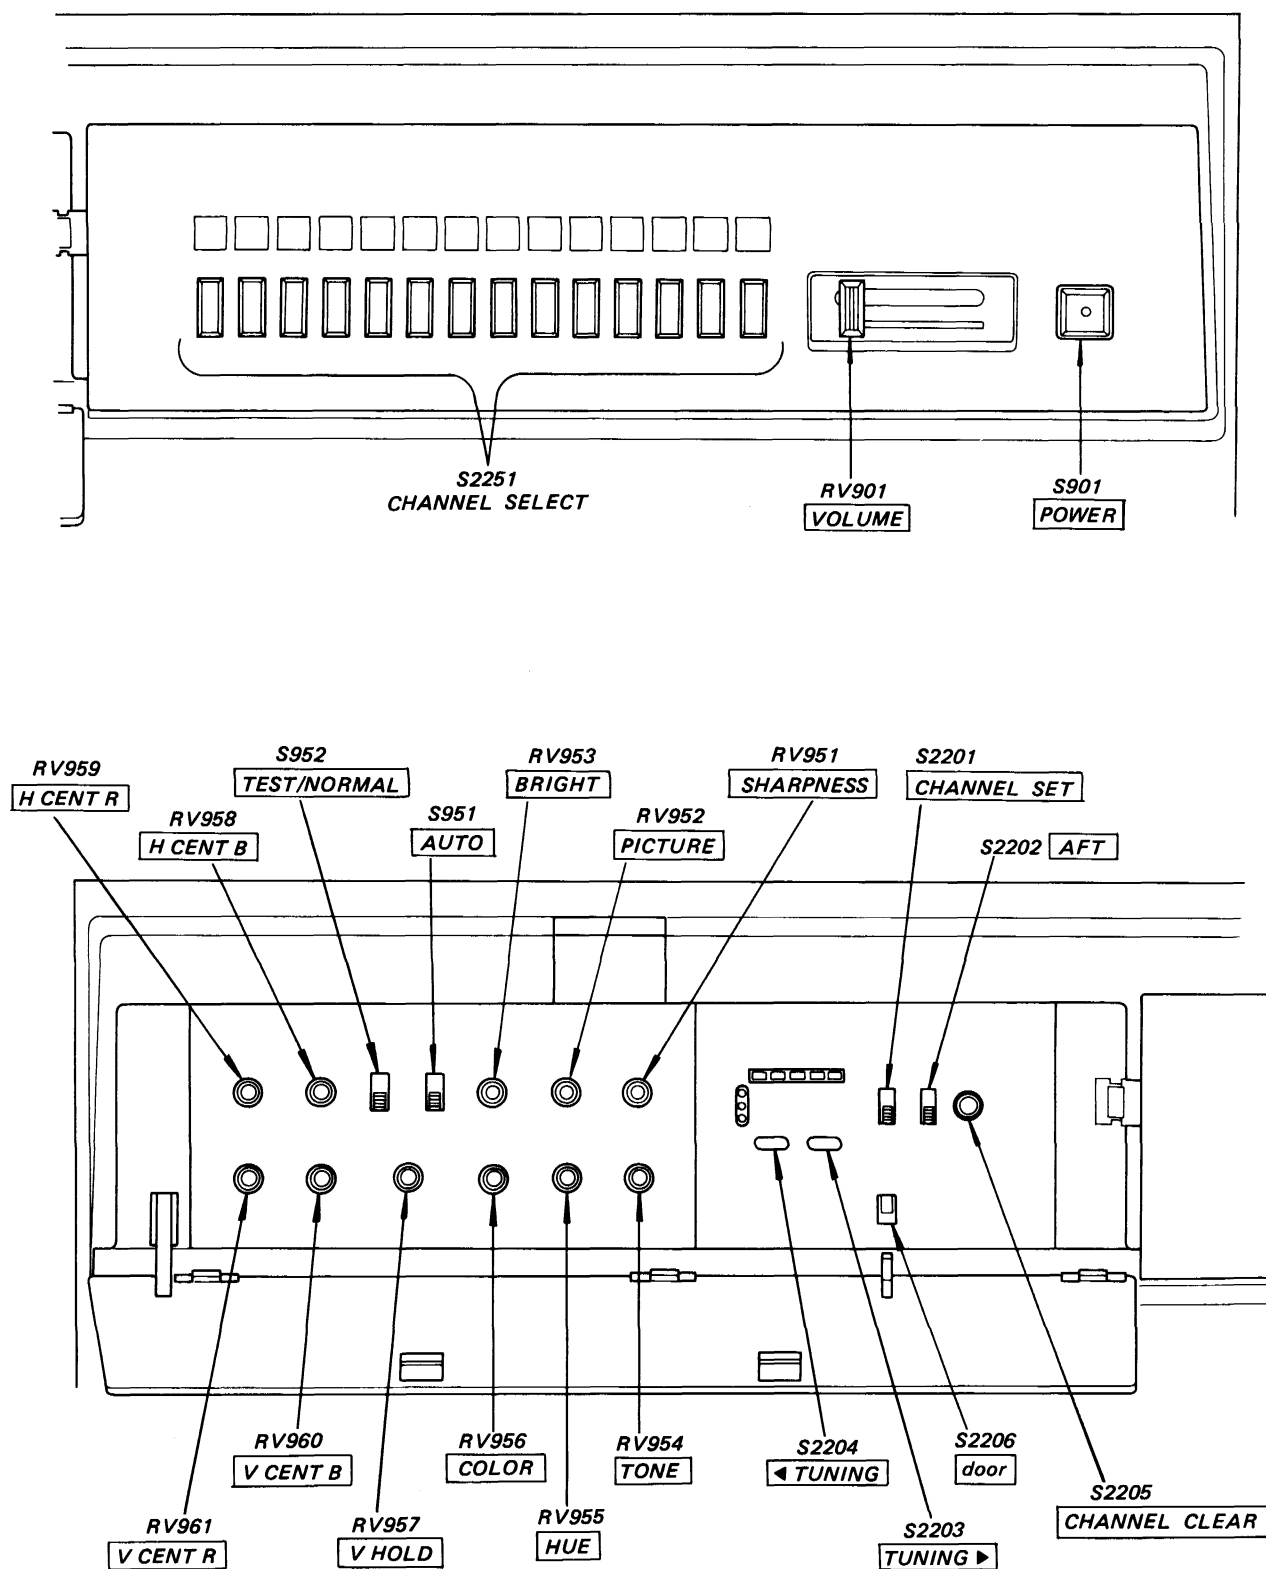 S2251
CHANNEL SELECT
RV901
VOLUME
S901
POWER
RV959
H CENT R
RV958
H CENT B
S952
TEST/NORMAL
S951
AUTO
RV953
BRIGHT
RV952
PICTURE
RV951
SHARPNESS
S2201
CHANNEL SET
S2202 AFT
RV961
V CENT R
RV960
V CENT B
RV957
V HOLD
RV956
COLOR
RV955
HUE
RV954
TONE
S2204
◀ TUNING
S2203
TUNING ▶
S2206
door
S2205
CHANNEL CLEAR